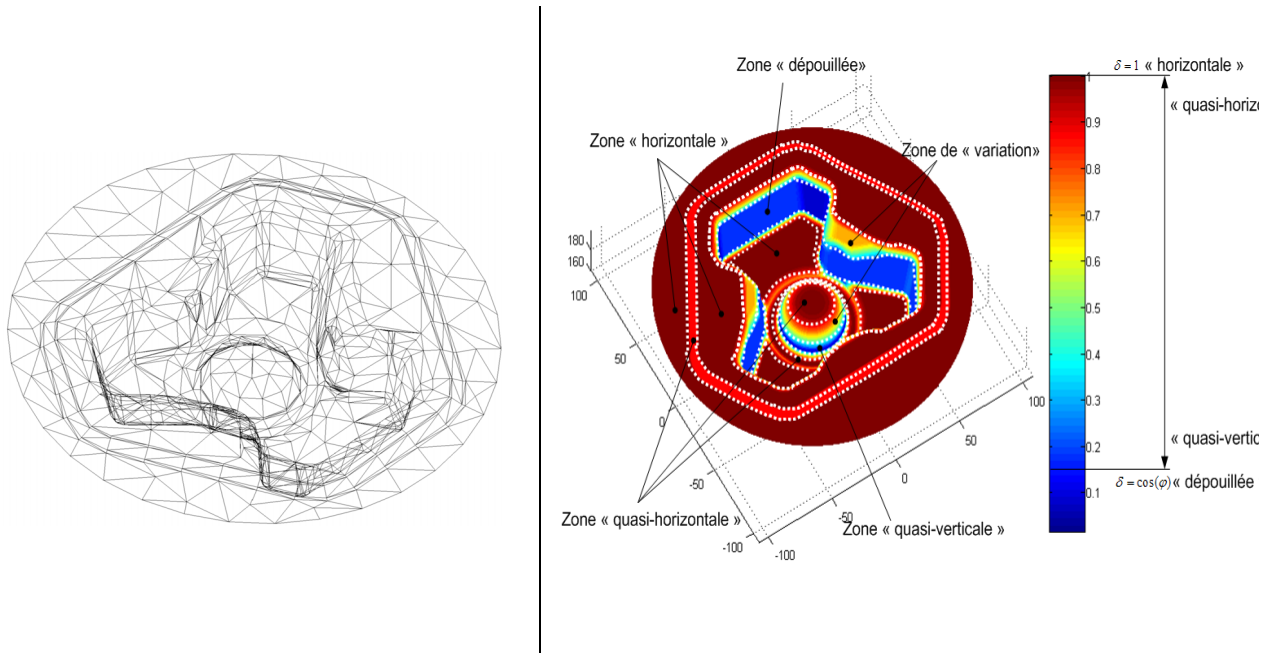 Zone « dépouillée»
δ=1 « horizontale »
« quasi-horiz
Zone « horizontale »
Zone de « variation»
1
0.9
0.8
0.7
0.6
0.5
0.4
0.3
0.2
0.1
180
160
100
50
0
-50
-100
-100
-50
0
50
100
« quasi-vertic
δ=cos(φ) « dépouillée
Zone « quasi-horizontale »
Zone « quasi-verticale »